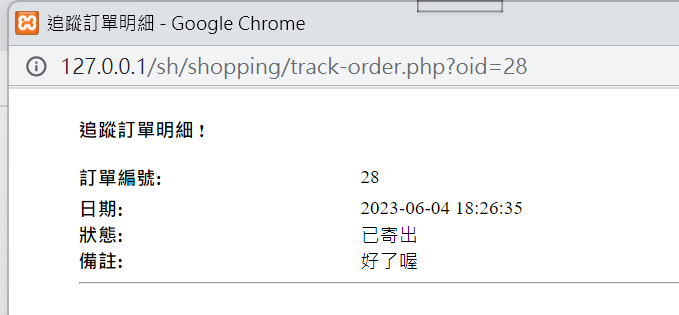 追蹤訂單明細 - Google Chrome
127.0.0.1/sh/shopping/track-order.php?oid=28
追蹤訂單明細 !
訂單編號: 28
日期: 2023-06-04 18:26:35
狀態: 已寄出
備註: 好了喔